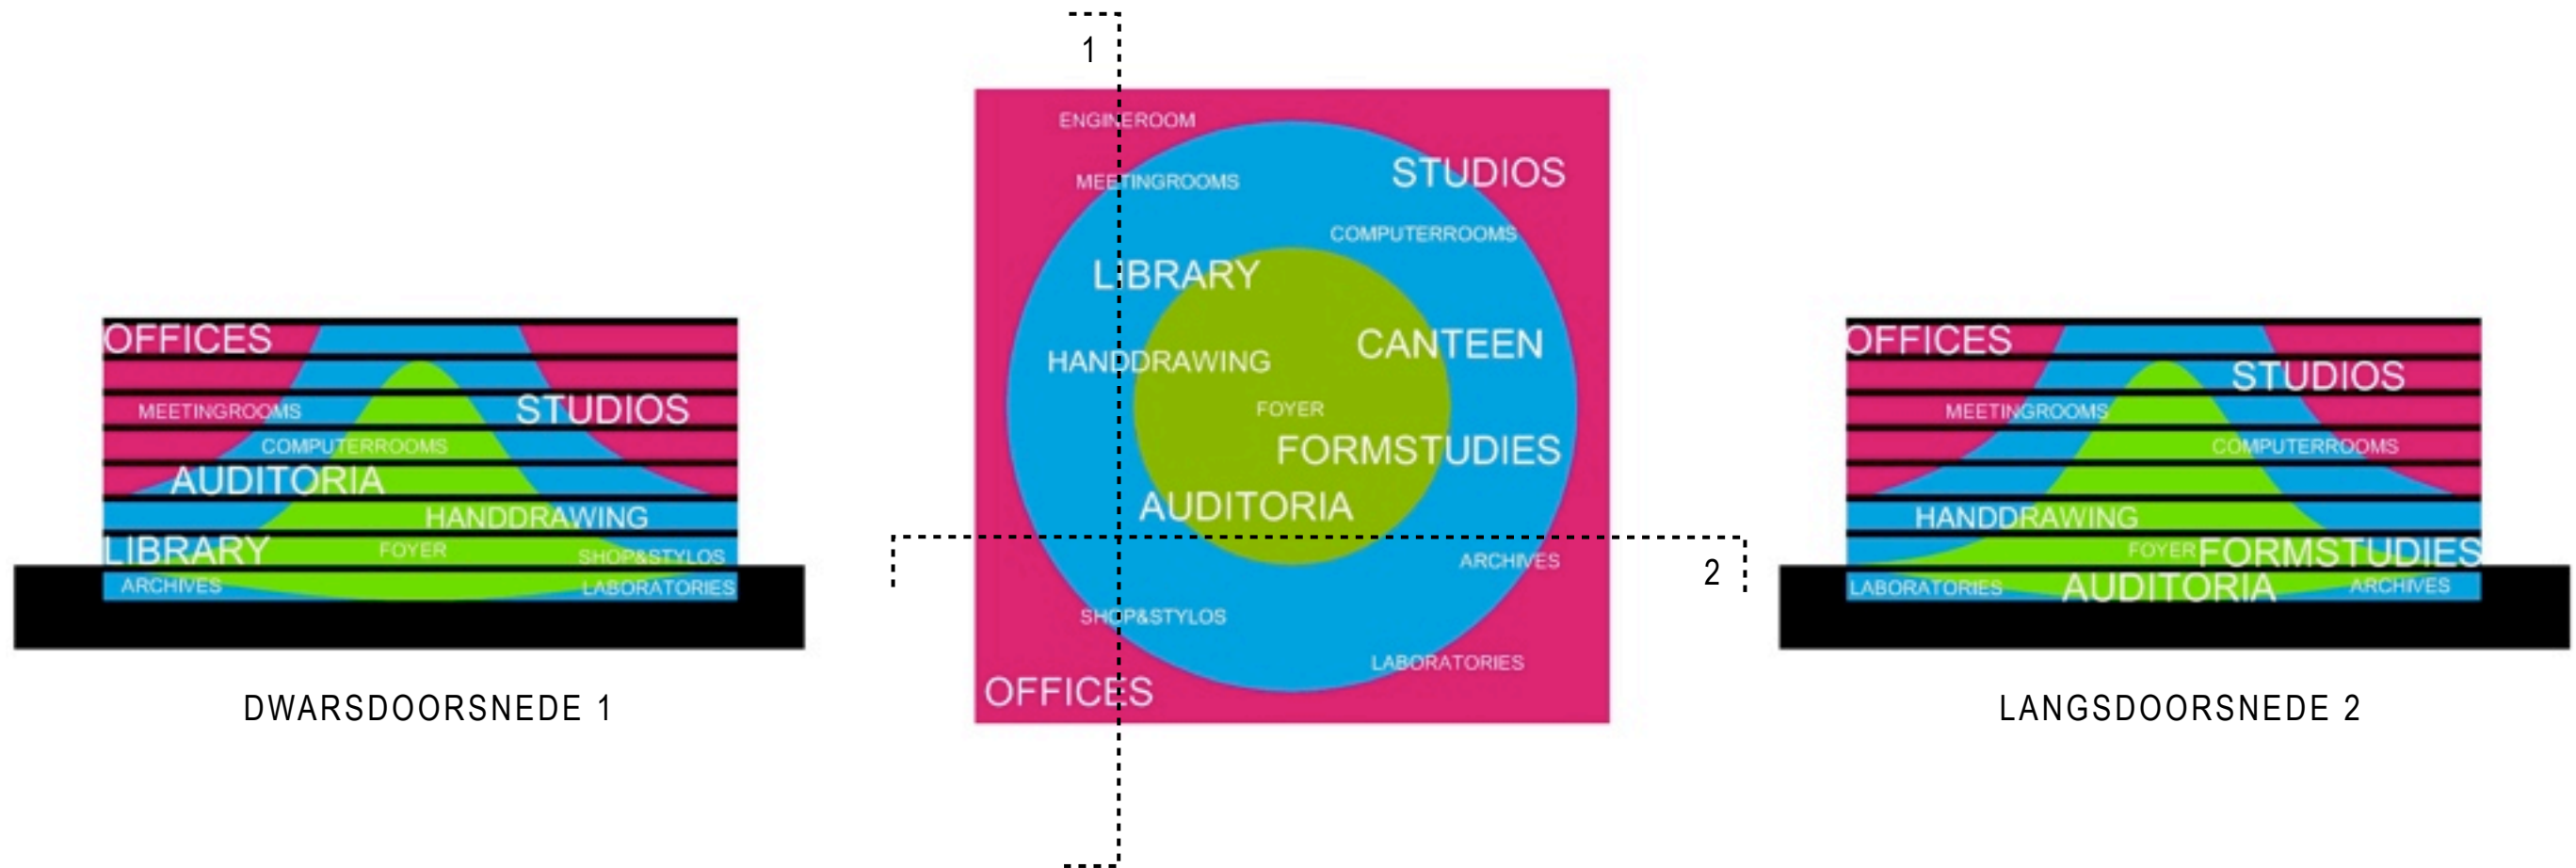 OFFICES
MEETINGROOMS
STUDIOS
COMPUTERROOMS
AUDITORIA
HANDDRAWING
LIBRARY
FOYER
SHOP&STYLOS
ARCHIVES
LABORATORIES
DWARSDOORSNEDE 1
1
ENGINEROOM
STUDIOS
MEETINGROOMS
COMPUTERROOMS
LIBRARY
CANTEEN
HANDDRAWING
FOYER
FORMSTUDIES
AUDITORIA
ARCHIVES
2
SHOP&STYLOS
LABORATORIES
OFFICES
OFFICES
STUDIOS
MEETINGROOMS
COMPUTERROOMS
HANDDRAWING
FOYER
FORMSTUDIES
LABORATORIES
AUDITORIA
ARCHIVES
LANGSDOORSNEDE 2